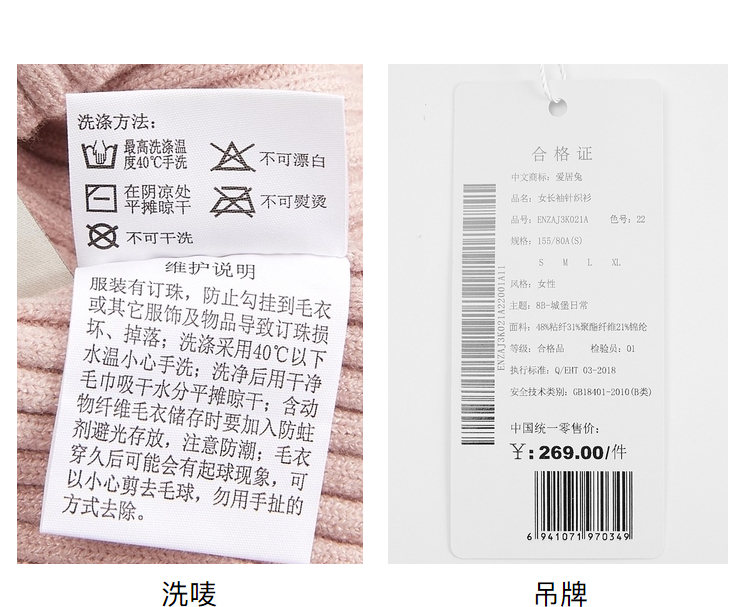 洗涤方法：
最高洗涤温
度40℃手洗
不可漂白
在阴凉处
平摊晾干
不可熨烫
不可干洗
维护说明
服装有订珠，防止勾挂到毛衣
或其它服饰及物品导致订珠损
坏、掉落；洗涤采用40℃以下
水温小心手洗；洗净后用干净
毛巾吸干水分平摊晾干；含动
物纤维毛衣储存时要加入防蛀
剂避光存放，注意防潮；毛衣
穿久后可能会有起球现象，可
以小心剪去毛球，勿用手扯的
方式去除。
洗唛
合格证
中文商标：爱居兔
品名：女长袖针织衫
品号：ENZAJ3K021A 色号：22
规格：155/80A(S)
S M L XL
风格：女性
主题：8B-城堡日常
面料：48%粘纤31%聚酯纤维21%锦纶
等级：合格品 检验员：01
执行标准：Q/EHT 03-2018
安全技术类别：GB18401-2010(B类)
ENZAJ3K021A22001A11
中国统一零售价：
¥:269.00/件
6 941071 970349
吊牌